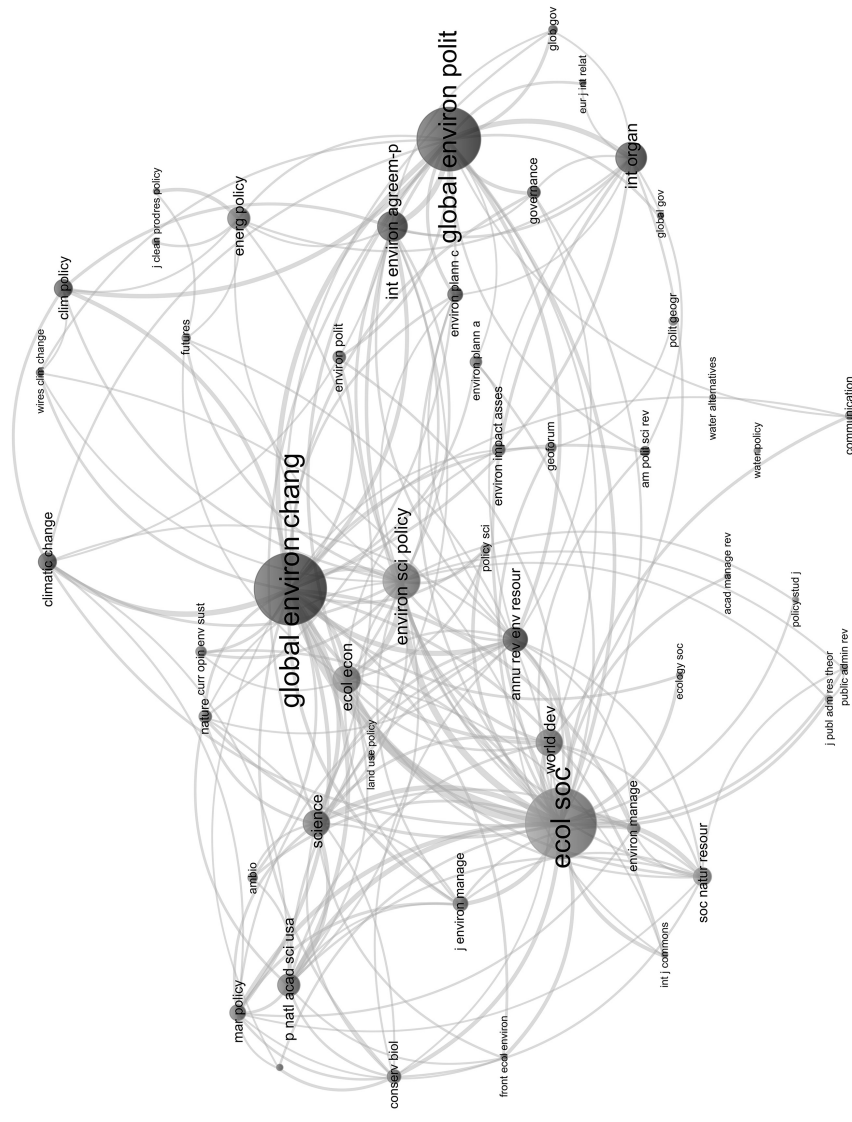 glob gov
eur j int relat
global environ polit
int organ
int environ agreem-p
governance
j clean prod
res policy
energ policy
global gov
clim policy
environ plann c
polit geogr
futures
environ polit
environ plann a
wires clim change
water alternatives
communication
environ impact asses
geoforum
am polit sci rev
water policy
global environ chang
climatic change
environ sci policy
policy sci
acad manage rev
policy stud j
annu rev env resour
curr opin env sust
nature
ecol econ
ecology soc
public admin rev
j publ adm res theor
land use policy
world dev
ecol soc
science
environ manage
soc natur resour
ambio
j environ manage
int j commons
p natl acad sci usa
mar policy
front ecol environ
conserv biol